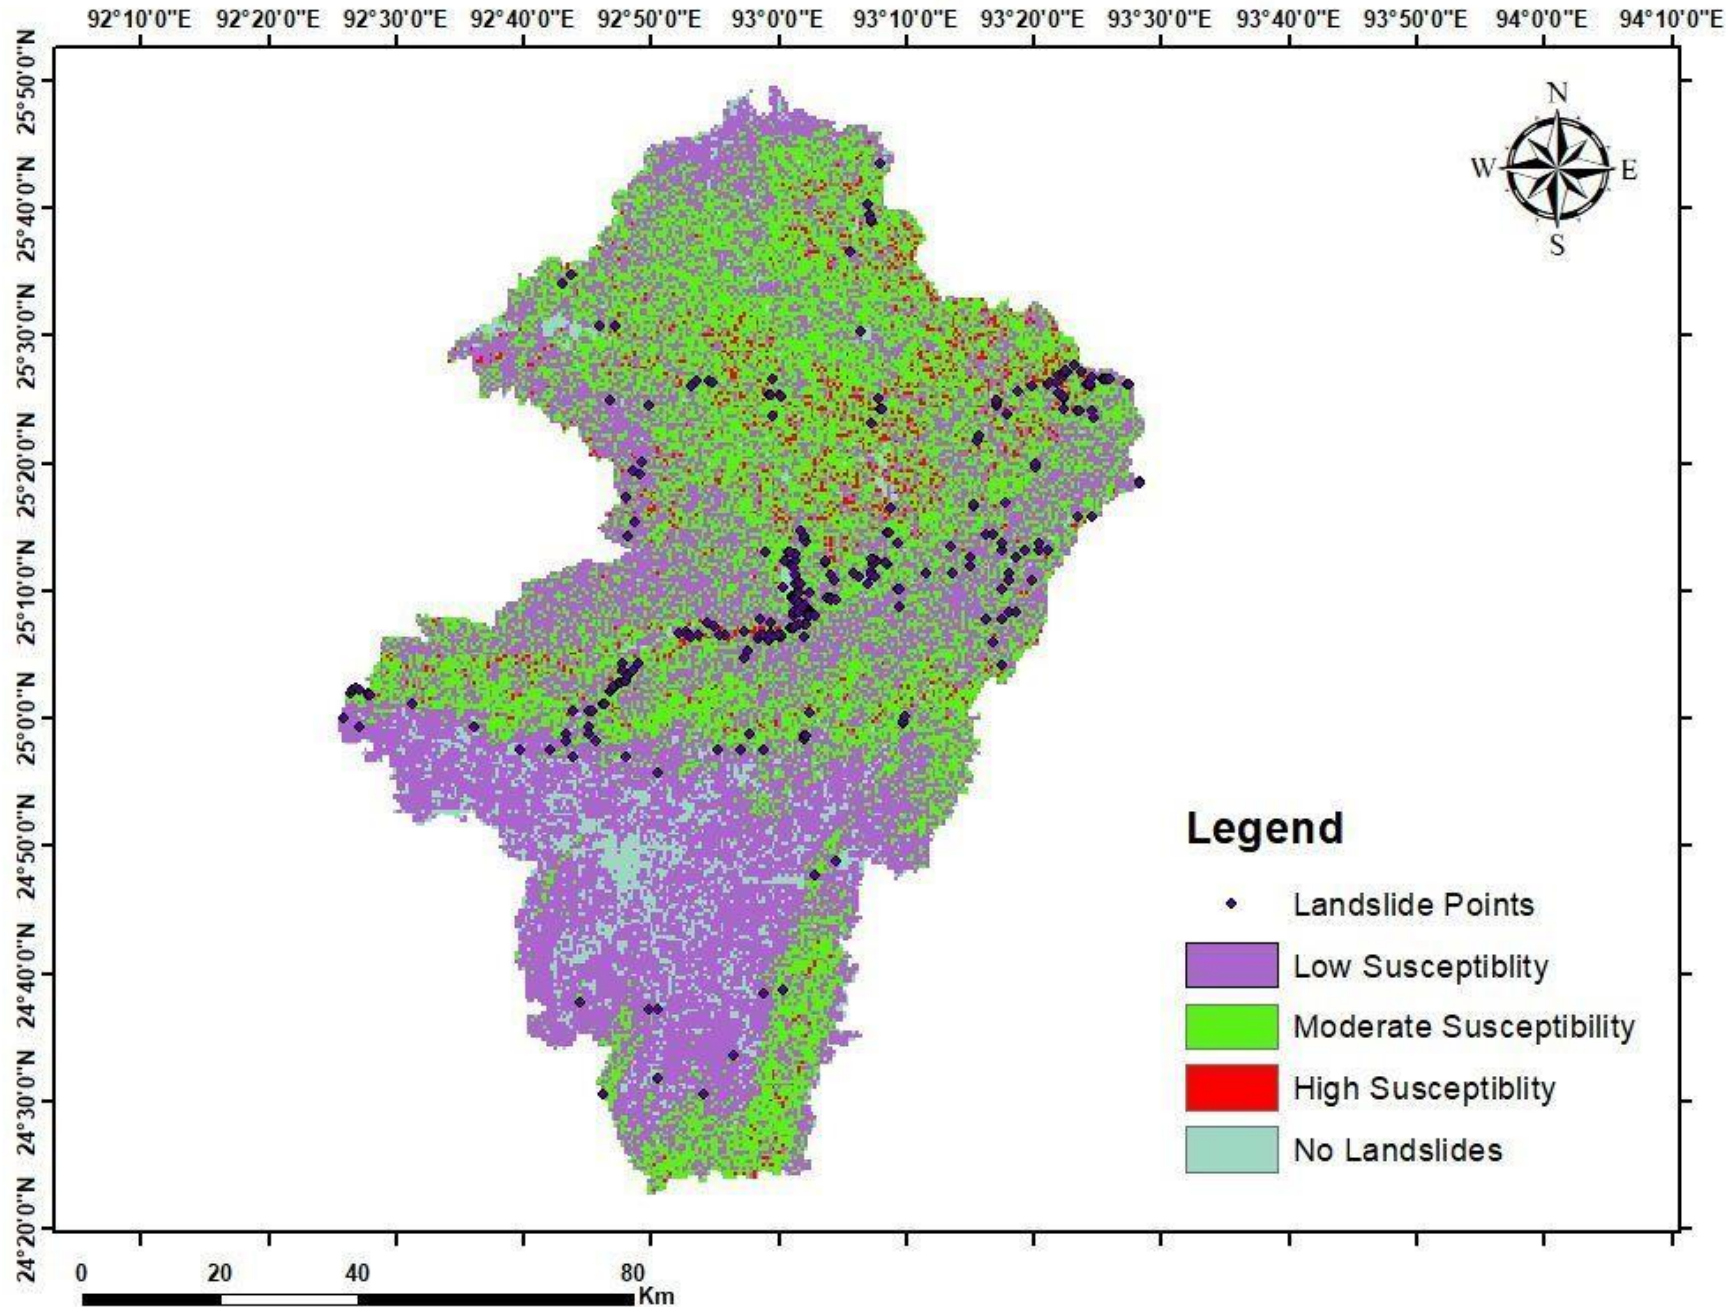 92°10'0"E 92°20'0"E 92°30'0"E 92°40'0"E 92°50'0"E 93°0'0"E 93°10'0"E 93°20'0"E 93°30'0"E 93°40'0"E 93°50'0"E 94°0'0"E 94°10'0"E
25°50'0"N
25°40'0"N
25°30'0"N
25°20'0"N
25°10'0"N
25°0'0"N
24°50'0"N
24°40'0"N
24°30'0"N
24°20'0"N
N
W E
S
Legend
Landslide Points
Low Susceptiblity
Moderate Susceptibility
High Susceptiblity
No Landslides
0 20 40 80
Km